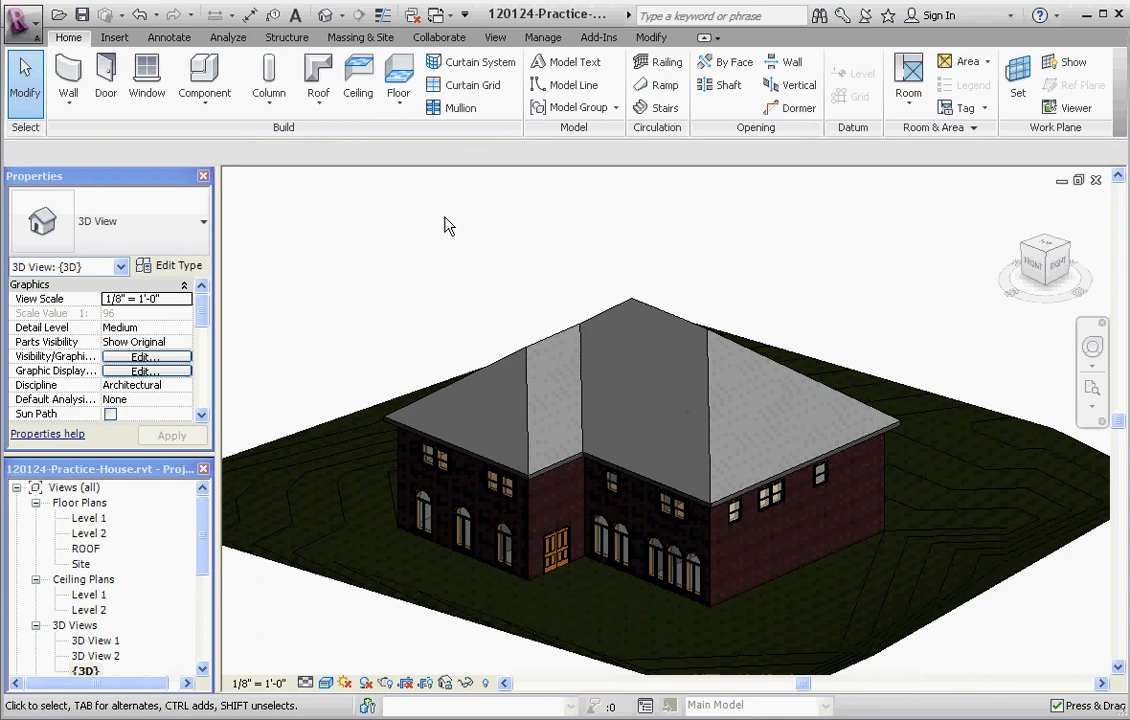 120124-Practice-...
Type a keyword or phrase
Sign In
Home Insert Annotate Analyze Structure Massing & Site Collaborate View Manage Add-Ins Modify
Modify Wall Door Window Component Column Roof Ceiling Floor
Curtain System
Curtain Grid
Mullion
Model Text
Model Line
Model Group
Railing
Ramp
Stairs
By Face
Shaft
Wall
Vertical
Dormer
Level
Grid
Room
Area
Legend
Tag
Set
Show
Ref Plane
Viewer
Select Build Model Circulation Opening Datum Room & Area Work Plane
Properties
3D View
3D View: {3D} Edit Type
Graphics
View Scale 1/8" = 1'-0"
Scale Value 1: 96
Detail Level Medium
Parts Visibility Show Original
Visibility/Graphi... Edit...
Graphic Display... Edit...
Discipline Architectural
Default Analysi... None
Sun Path
Properties help Apply
120124-Practice-House.rvt - Proj...
Views (all)
Floor Plans
Level 1
Level 2
ROOF
Site
Ceiling Plans
Level 1
Level 2
3D Views
3D View 1
3D View 2
{3D}
FRONT RIGHT
1/8" = 1'-0"
Click to select, TAB for alternates, CTRL adds, SHIFT unselects.
:0
Main Model
Press & Drag